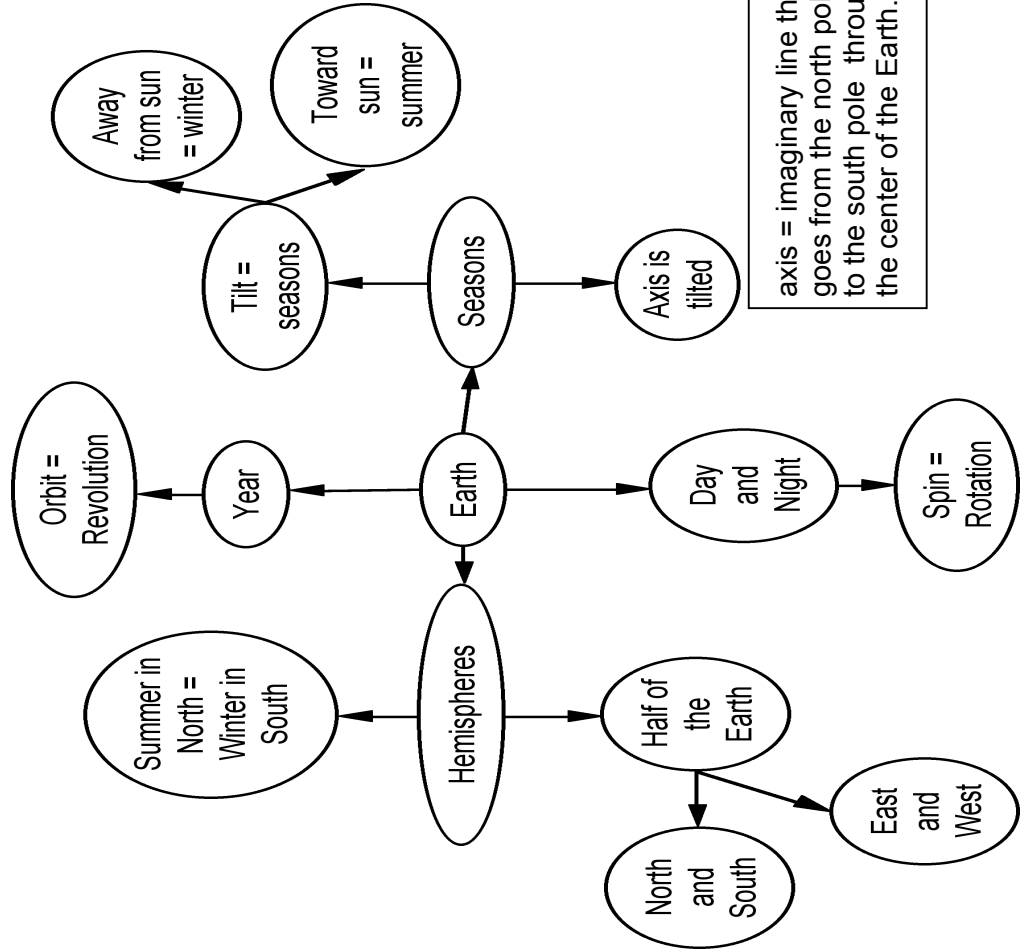 Orbit =
Revolution
Away
from sun
= winter
Summer in
North =
Winter in
South
Year
Tilt =
seasons
Toward
sun =
summer
Hemispheres
Earth
Seasons
Half of
the
Earth
Day
and
Night
Axis is
tilted
North
and
South
East
and
West
Spin =
Rotation
axis = imaginary line th
goes from the north pol
to the south pole throu
the center of the Earth.